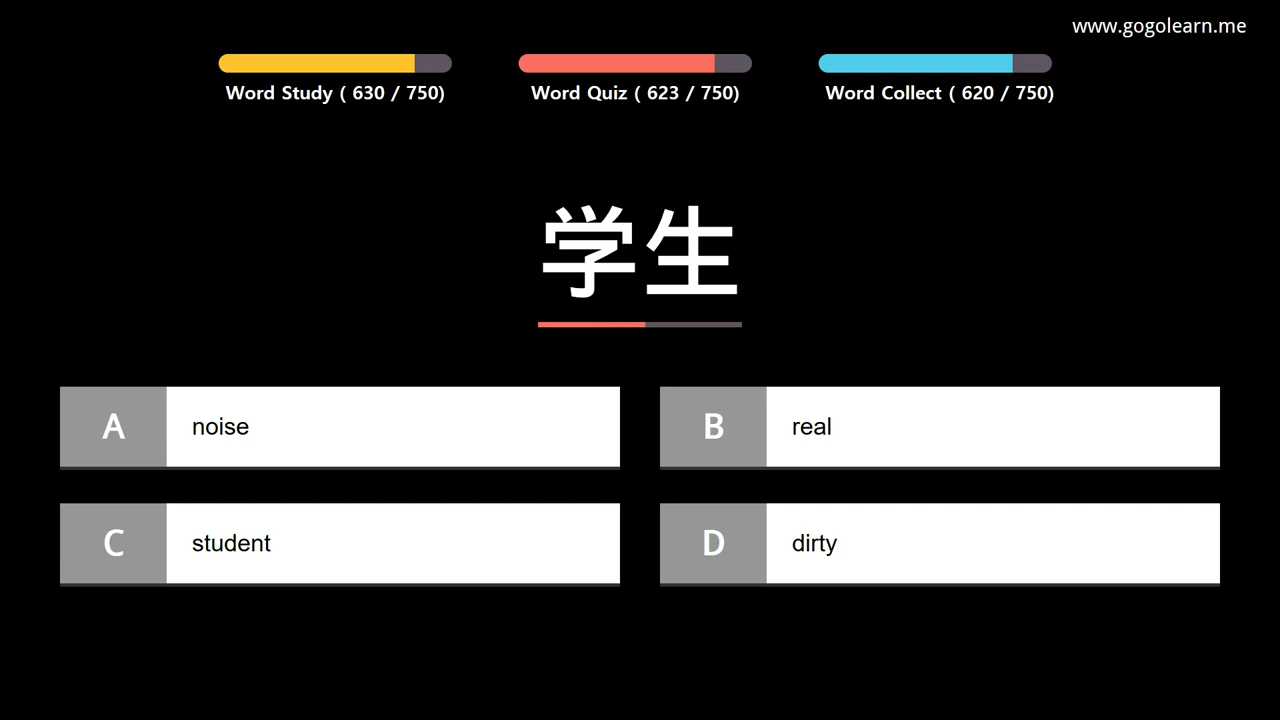 www.gogolearn.me
Word Study ( 630 / 750)
Word Quiz ( 623 / 750)
Word Collect ( 620 / 750)
学生
A noise
B real
C student
D dirty